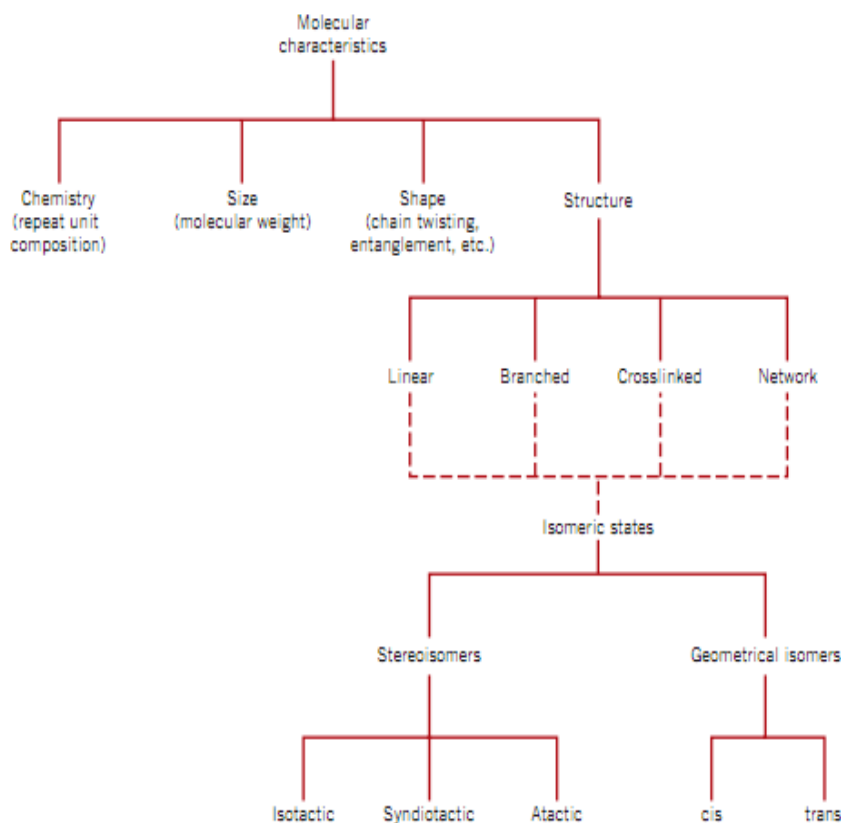 Molecular
characteristics
Chemistry
(repeat unit
composition)
Size
(molecular weight)
Shape
(chain twisting,
entanglement, etc.)
Structure
Linear
Branched
Crosslinked
Network
Isomeric states
Stereoisomers
Geometrical isomers
Isotactic
Syndiotactic
Atactic
cis
trans